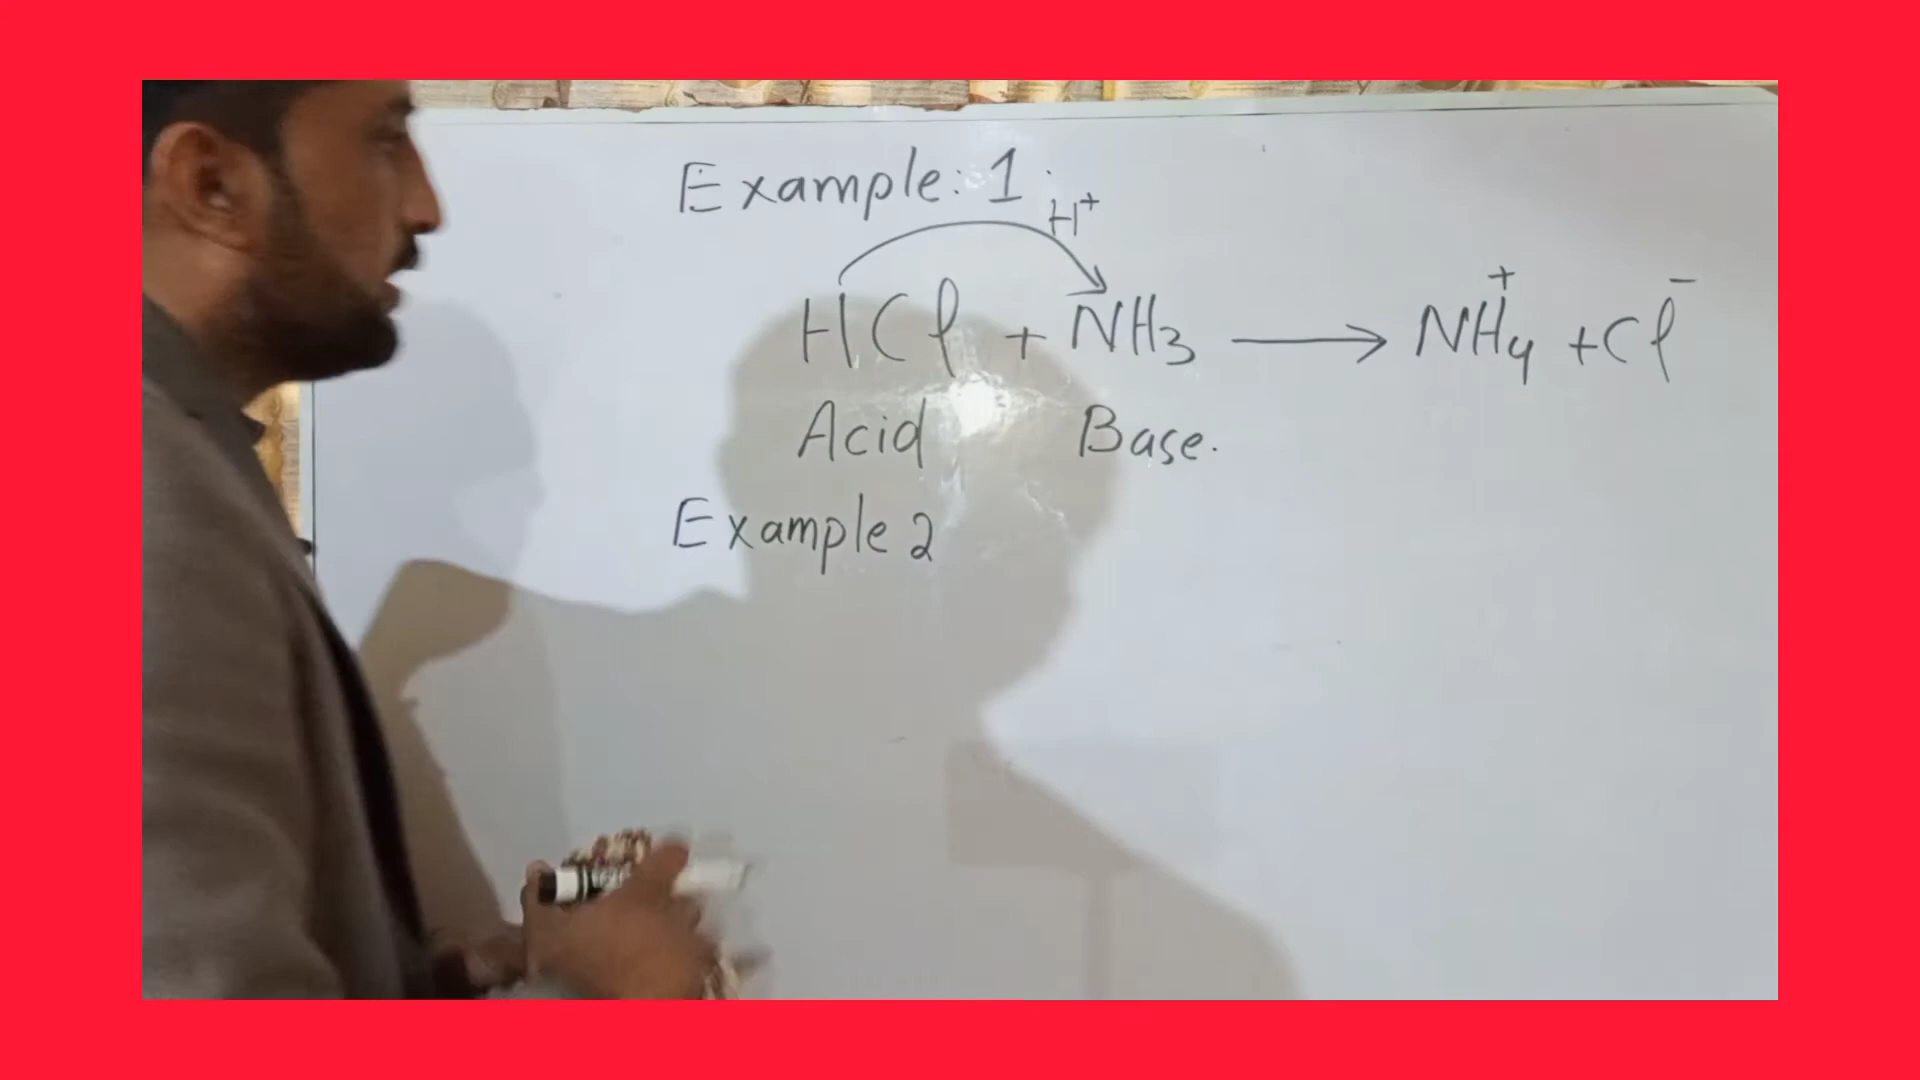 Example: 1
H⁺
HCl + NH3 ⟶ NH4⁺ + Cl⁻
Acid Base.
Example 2